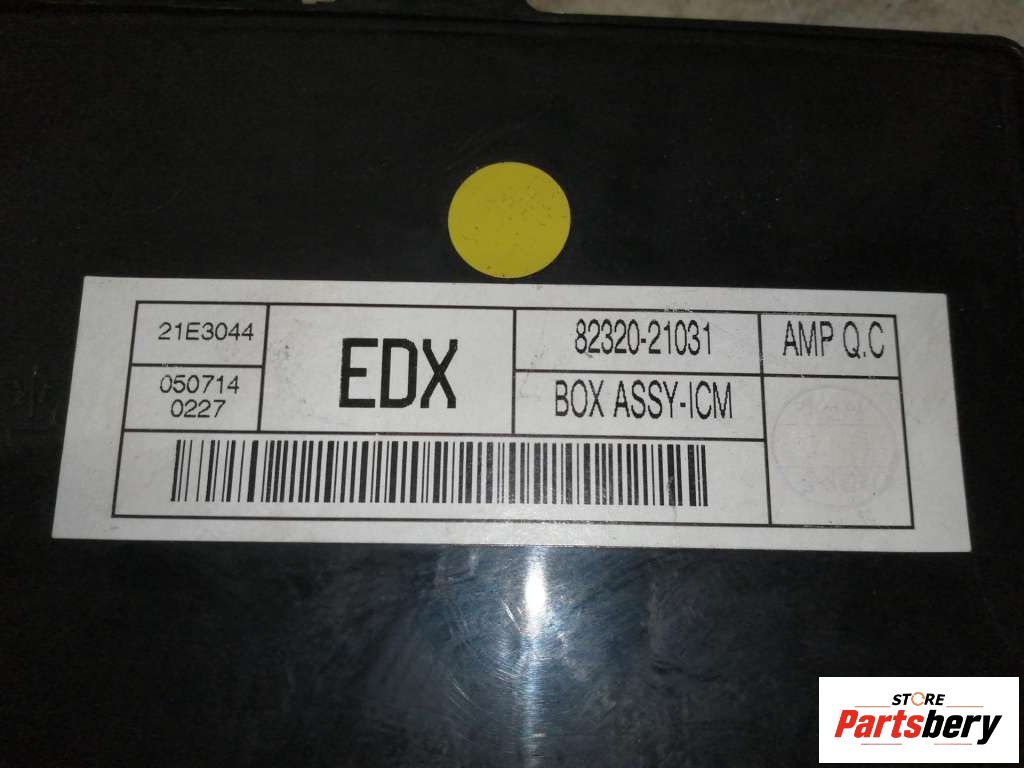 21E3044
EDX
82320-21031
AMP Q.C
050714
0227
BOX ASSY-ICM
STORE
Partsbery